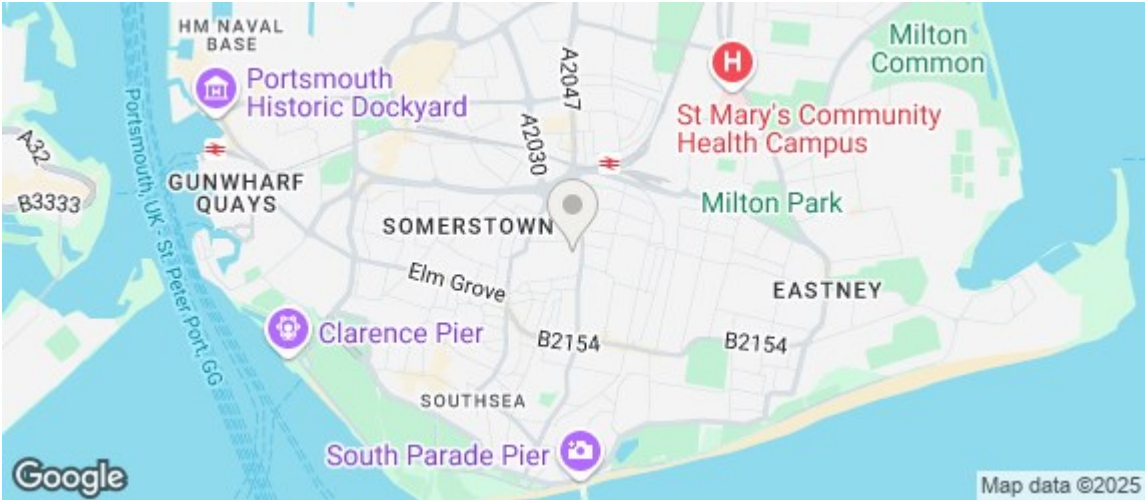 HM NAVAL
BASE
Portsmouth
Historic Dockyard
A2047
Milton
Common
St Mary's Community
Health Campus
A32
B3333
A2030
GUNWHARF
QUAYS
Milton Park
SOMERSTOWN
Elm Grove
EASTNEY
Portsmouth, UK - St. Peter Port, GG
Clarence Pier
B2154
B2154
SOUTHSEA
South Parade Pier
Google
Map data ©2025
H